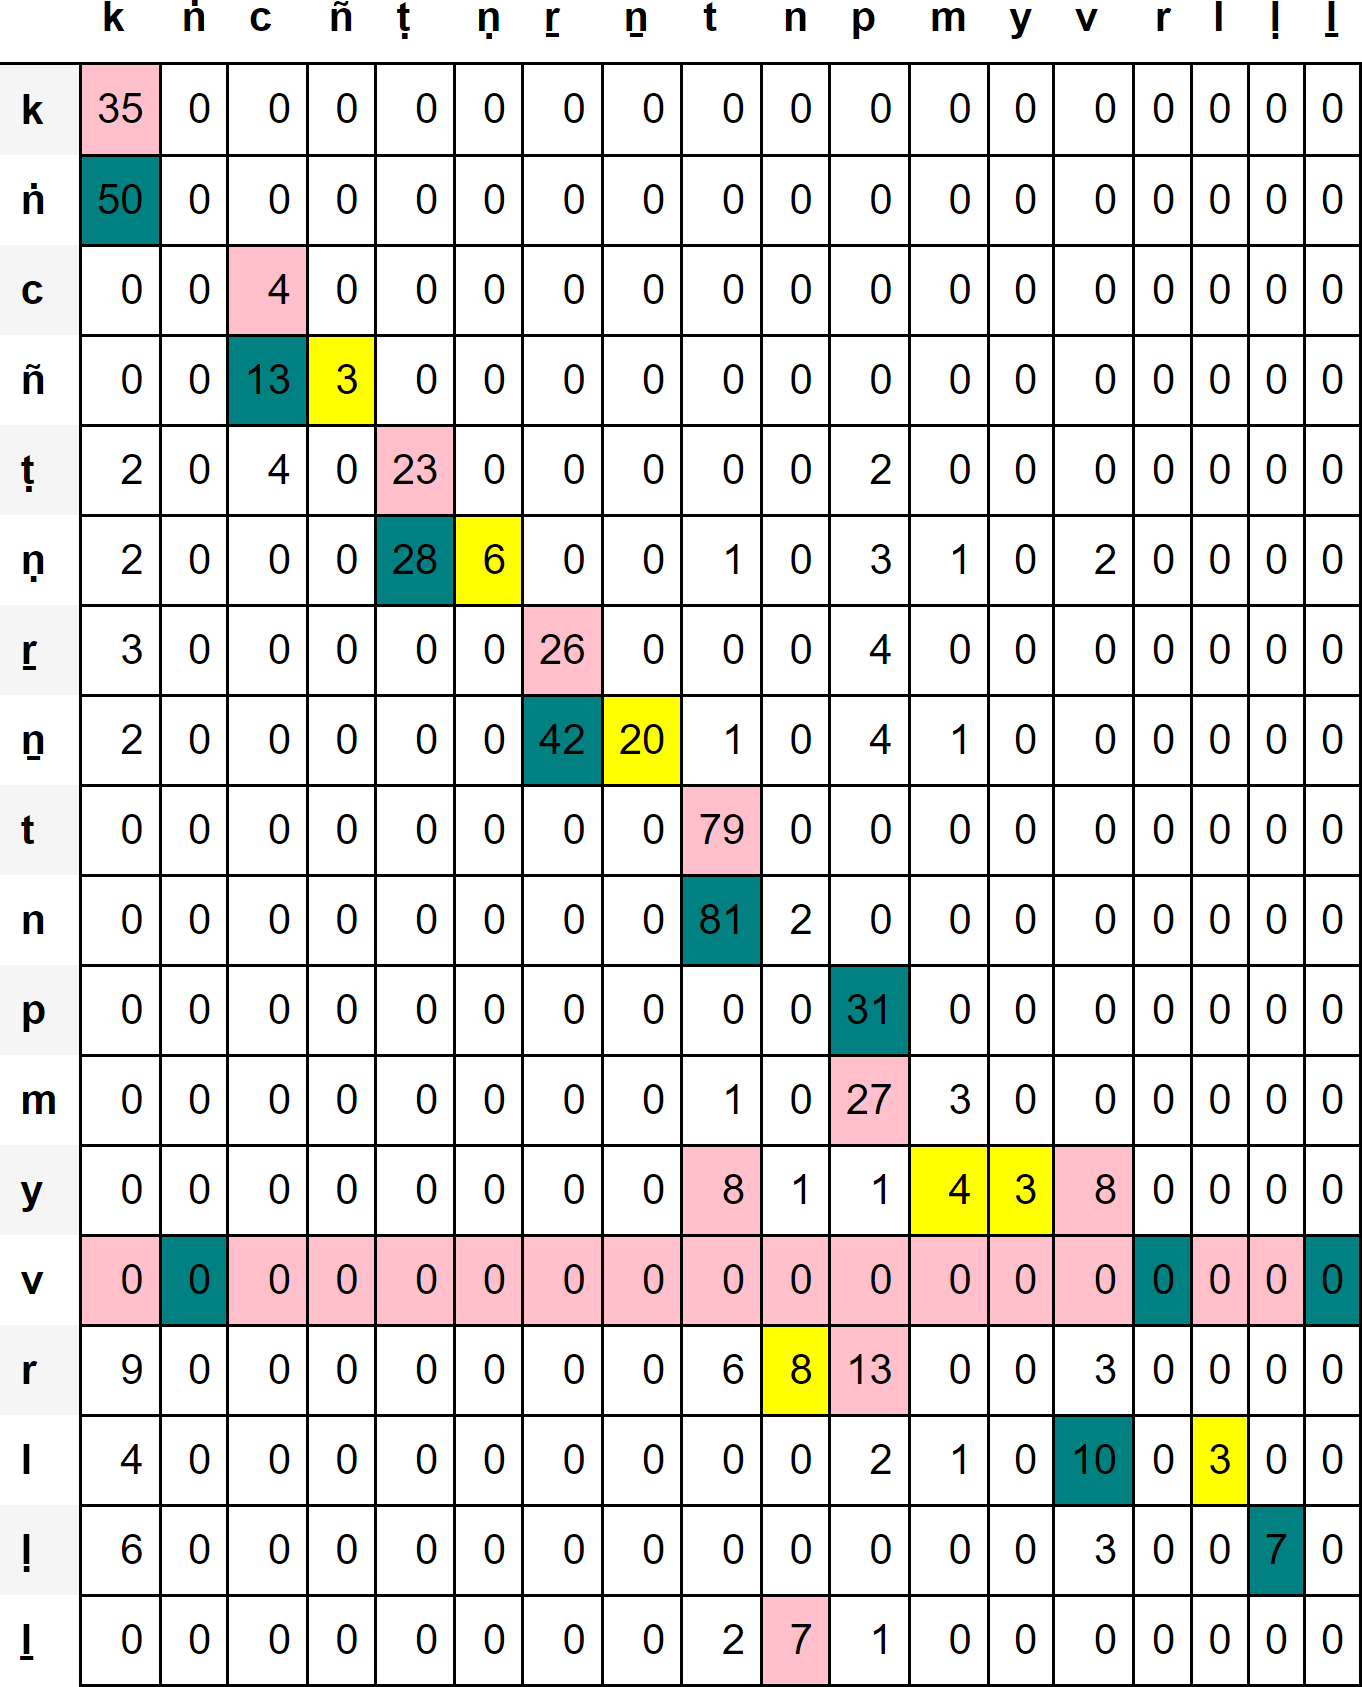 k ṅ c ñ ṭ ṇ ṟ ṉ t n p m y v r l ḷ ḻ
k 35 0 0 0 0 0 0 0 0 0 0 0 0 0 0 0 0 0
ṅ 50 0 0 0 0 0 0 0 0 0 0 0 0 0 0 0 0 0
c 0 0 4 0 0 0 0 0 0 0 0 0 0 0 0 0 0 0
ñ 0 0 13 3 0 0 0 0 0 0 0 0 0 0 0 0 0 0
ṭ 2 0 4 0 23 0 0 0 0 0 2 0 0 0 0 0 0 0
ṇ 2 0 0 0 28 6 0 0 1 0 3 1 0 2 0 0 0 0
ṟ 3 0 0 0 0 0 26 0 0 0 4 0 0 0 0 0 0 0
ṉ 2 0 0 0 0 0 42 20 1 0 4 1 0 0 0 0 0 0
t 0 0 0 0 0 0 0 0 79 0 0 0 0 0 0 0 0 0
n 0 0 0 0 0 0 0 0 81 2 0 0 0 0 0 0 0 0
p 0 0 0 0 0 0 0 0 0 0 31 0 0 0 0 0 0 0
m 0 0 0 0 0 0 0 0 1 0 27 3 0 0 0 0 0 0
y 0 0 0 0 0 0 0 0 8 1 1 4 3 8 0 0 0 0
v 0 0 0 0 0 0 0 0 0 0 0 0 0 0 0 0 0 0
r 9 0 0 0 0 0 0 0 6 8 13 0 0 3 0 0 0 0
l 4 0 0 0 0 0 0 0 0 0 2 1 0 10 0 3 0 0
ḷ 6 0 0 0 0 0 0 0 0 0 0 0 0 3 0 0 7 0
ḻ 0 0 0 0 0 0 0 0 2 7 1 0 0 0 0 0 0 0